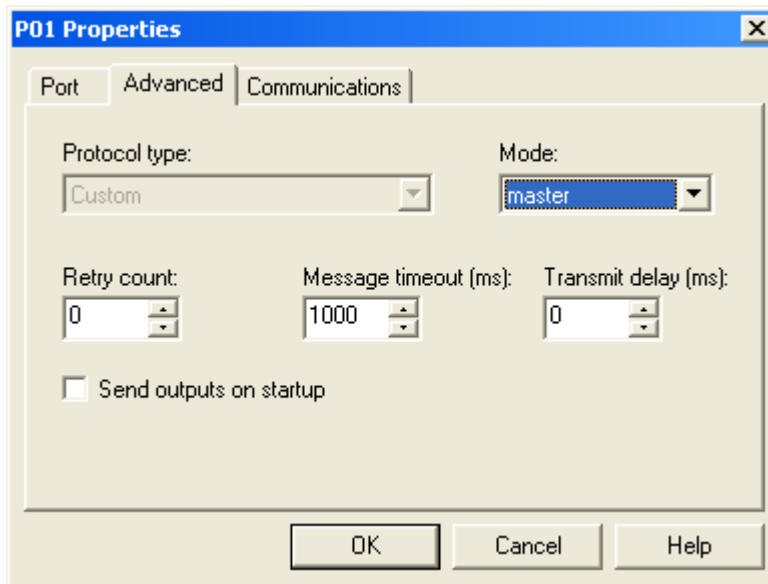 P01 Properties
Port Advanced Communications
Protocol type: Mode:
Custom master
Retry count: Message timeout (ms): Transmit delay (ms):
0 1000 0
Send outputs on startup
OK Cancel Help